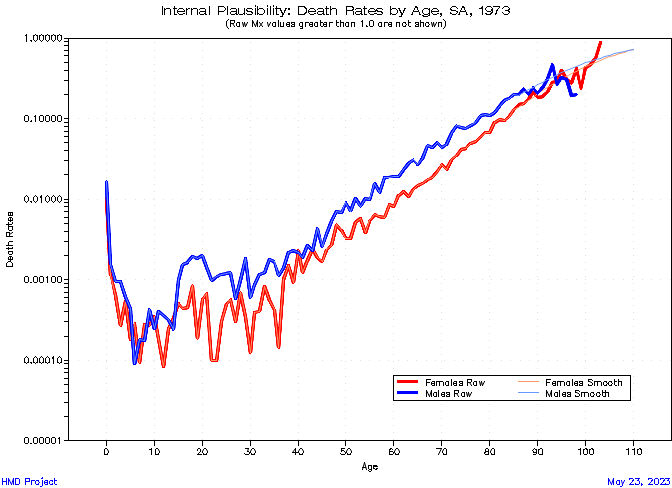 Internal Plausibility: Death Rates by Age, SA, 1973
(Raw Mx values greater than 1.0 are not shown)
1.00000
0.10000
0.01000
0.00100
0.00010
0.00001
Death Rates
0 10 20 30 40 50 60 70 80 90 100 110
Age
Females Raw Females Smooth
Males Raw Males Smooth
HMD Project May 23, 2023